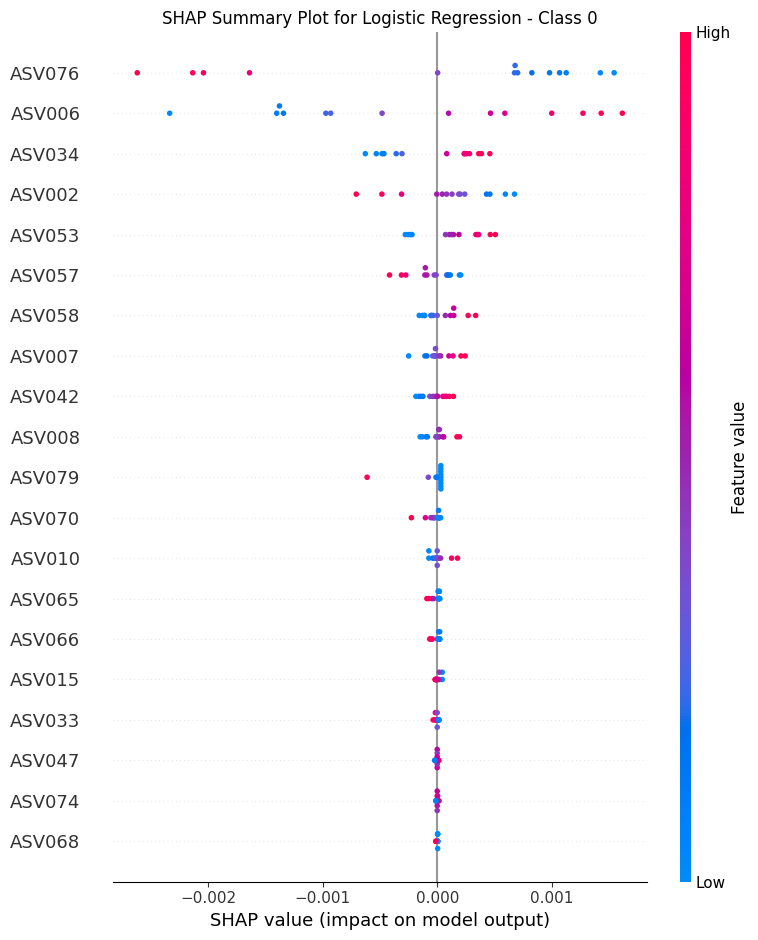 SHAP Summary Plot for Logistic Regression - Class 0
High
ASV076
ASV006
ASV034
ASV002
ASV053
ASV057
ASV058
ASV007
ASV042
ASV008
ASV079
ASV070
ASV010
ASV065
ASV066
ASV015
ASV033
ASV047
ASV074
ASV068
Feature value
Low
−0.002 −0.001 0.000 0.001
SHAP value (impact on model output)